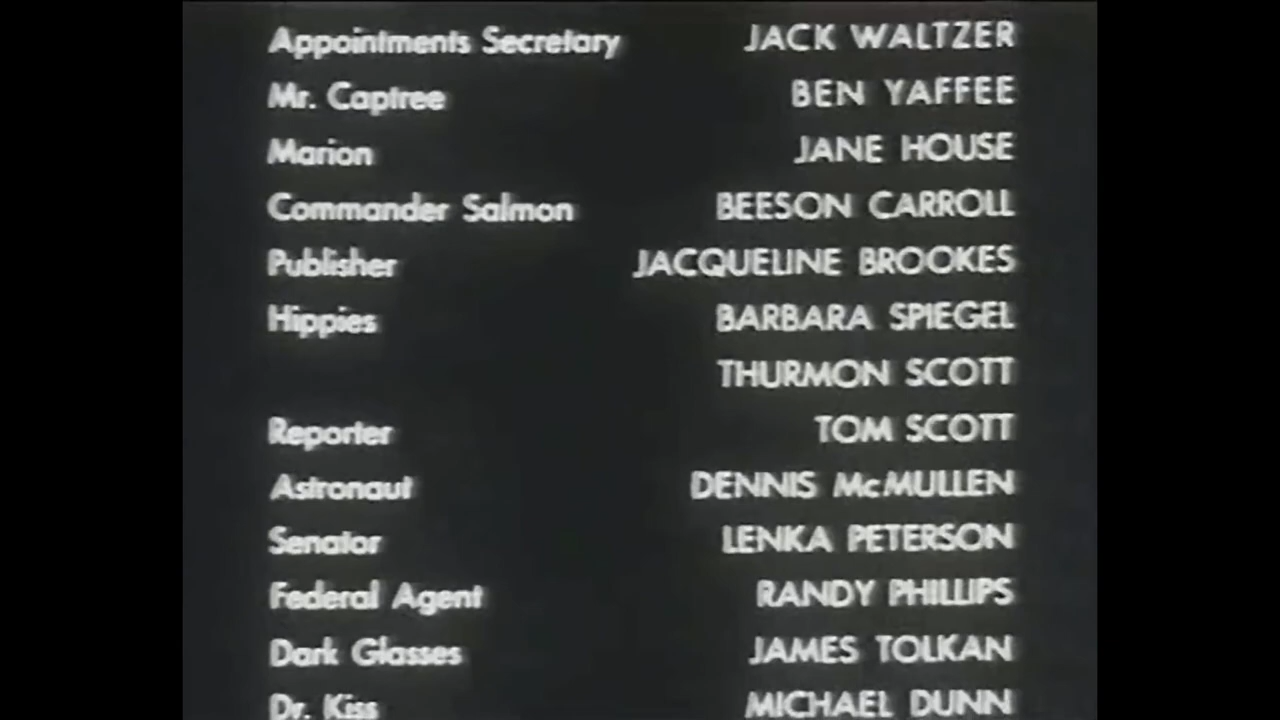 Appointments Secretary JACK WALTZER
Mr. Captree BEN YAFFEE
Marion JANE HOUSE
Commander Salmon BEESON CARROLL
Publisher JACQUELINE BROOKES
Hippies BARBARA SPIEGEL
THURMON SCOTT
Reporter TOM SCOTT
Astronaut DENNIS McMULLEN
Senator LENKA PETERSON
Federal Agent RANDY PHILLIPS
Dark Glasses JAMES TOLKAN
Dr. Kiss MICHAEL DUNN